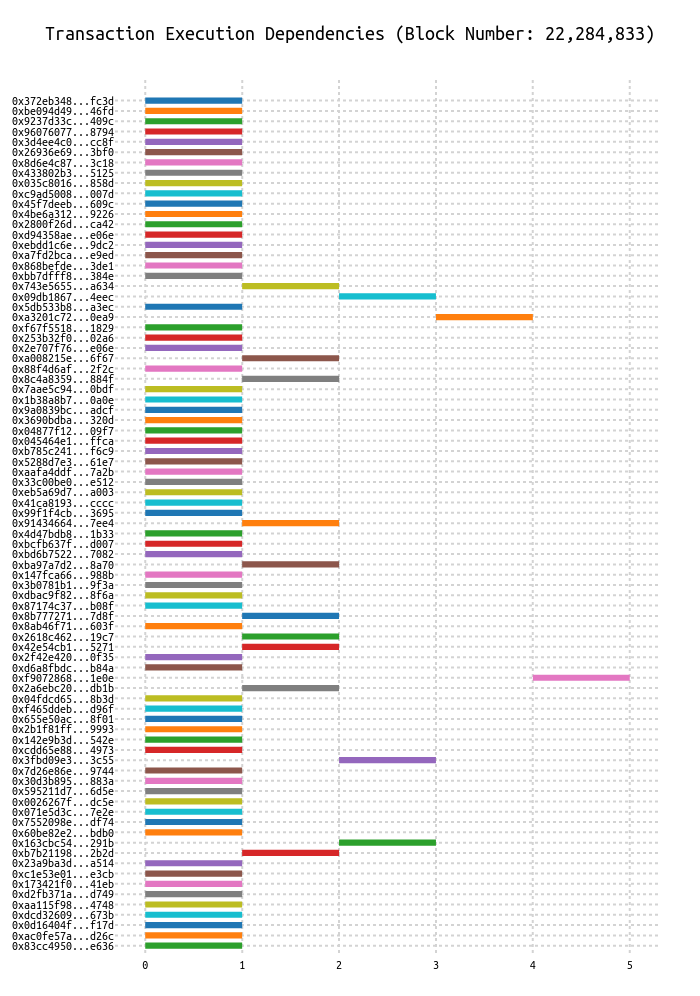 Transaction Execution Dependencies (Block Number: 22,284,833)
0x372eb348...fc3d
0xbe094d49...46fd
0x9237d33c...409c
0x96076077...8794
0x3d4ee4c0...cc8f
0x26936e69...3bf0
0x8d6e4c87...3c18
0x433802b3...5125
0x035c8016...858d
0xc9ad5008...007d
0x45f7deeb...609c
0x4be6a312...9226
0x2800f26d...ca42
0xd94358ae...e06e
0xebdd1c6e...9dc2
0xa7fd2bca...e9ed
0x868befde...3de1
0xbb7dfff8...384e
0x743e5655...a634
0x09db1867...4eec
0x5db533b8...a3ec
0xa3201c72...0ea9
0xf67f5518...1829
0x253b32f0...02a6
0x2e707f76...e06e
0xa008215e...6f67
0x88f4d6af...2f2c
0x8c4a8359...884f
0x7aae5c94...0bdf
0x1b38a8b7...0a0e
0x9a0839bc...adcf
0x3690bdba...320d
0x04877f12...09f7
0x045464e1...ffca
0xb785c241...f6c9
0x5288d7e3...61e7
0xaafa4ddf...7a2b
0x33c00be0...e512
0xeb5a69d7...a003
0x41ca8193...cccc
0x99f1f4cb...3695
0x91434664...7ee4
0x4d47bdb8...1b33
0xbcfb637f...d007
0xbd6b7522...7082
0xba97a7d2...8a70
0x147fca66...988b
0x3b0781b1...9f3a
0xdbac9f82...8f6a
0x87174c37...b08f
0x8b777271...7d8f
0x8ab46f71...603f
0x2618c462...19c7
0x42e54cb1...5271
0x2f42e420...0f35
0xd6a8fbdc...b84a
0xf9072868...1e0e
0x2a6ebc20...db1b
0x04fdcd65...8b3d
0xf465ddeb...d96f
0x655e50ac...8f01
0x2b1f81ff...9993
0x142e9b3d...542e
0xcdd65e88...4973
0x3fbd09e3...3c55
0x7d26e86e...9744
0x30d3b895...883a
0x595211d7...6d5e
0x0026267f...dc5e
0x071e5d3c...7e2e
0x7552098e...df74
0x60be82e2...bdb0
0x163cbc54...291b
0xb7b21198...2b2d
0x23a9ba3d...a514
0xc1e53e01...e3cb
0x173421f0...41eb
0xd2fb371a...d749
0xaa115f98...4748
0xdcd32609...673b
0x0d16404f...f17d
0xac0fe57a...d26c
0x83cc4950...e636
0 1 2 3 4 5